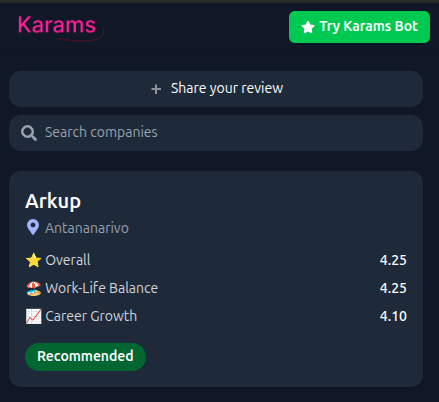 Karams
Try Karams Bot
Share your review
Search companies
Arkup
Antananarivo
Overall 4.25
Work-Life Balance 4.25
Career Growth 4.10
Recommended